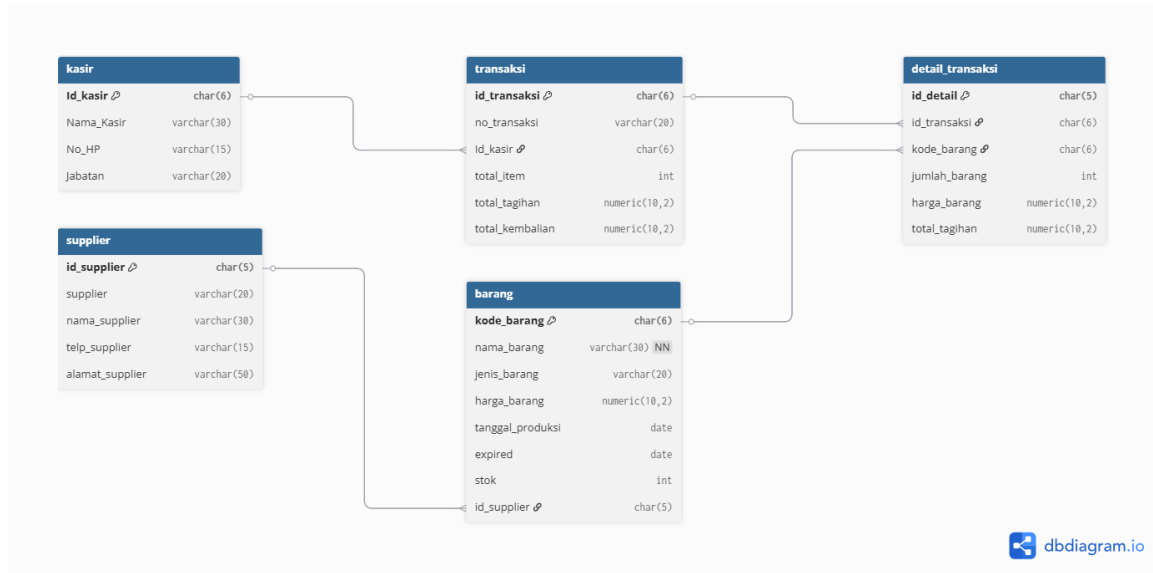 kasir
Id_kasir char(6)
Nama_Kasir varchar(30)
No_HP varchar(15)
Jabatan varchar(20)
supplier
id_supplier char(5)
supplier varchar(20)
nama_supplier varchar(30)
telp_supplier varchar(15)
alamat_supplier varchar(50)
transaksi
id_transaksi char(6)
no_transaksi varchar(20)
Id_kasir char(6)
total_item int
total_tagihan numeric(10,2)
total_kembalian numeric(10,2)
barang
kode_barang char(6)
nama_barang varchar(30) NN
jenis_barang varchar(20)
harga_barang numeric(10,2)
tanggal_produksi date
expired date
stok int
id_supplier char(5)
detail_transaksi
id_detail char(5)
id_transaksi char(6)
kode_barang char(6)
jumlah_barang int
harga_barang numeric(10,2)
total_tagihan numeric(10,2)
dbdiagram.io